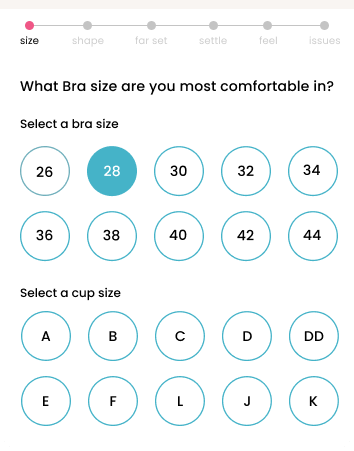 size shape far set settle feel issues
What Bra size are you most comfortable in?
Select a bra size
26 28 30 32 34
36 38 40 42 44
Select a cup size
A B C D DD
E F L J K